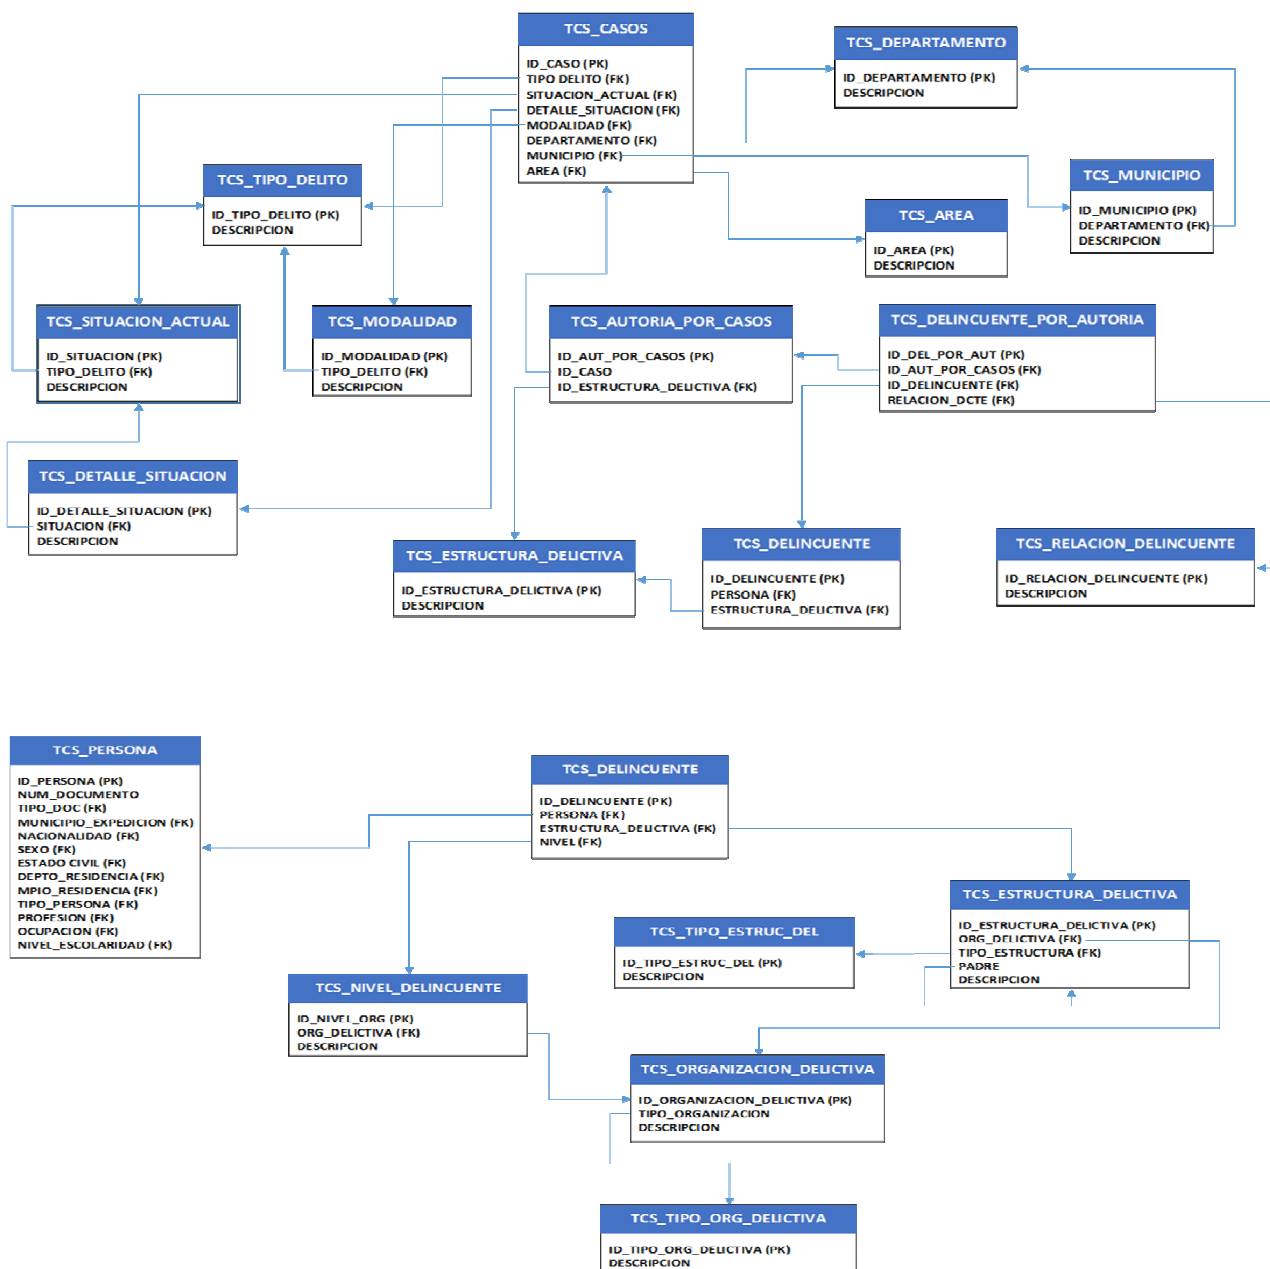 TCS_CASOS
ID_CASO (PK)
TIPO DELITO (FK)
SITUACION_ACTUAL (FK)
DETALLE_SITUACION (FK)
MODALIDAD (FK)
DEPARTAMENTO (FK)
MUNICIPIO (FK)
AREA (FK)
TCS_DEPARTAMENTO
ID_DEPARTAMENTO (PK)
DESCRIPCION
TCS_TIPO_DELITO
ID_TIPO_DELITO (PK)
DESCRIPCION
TCS_AREA
ID_AREA (PK)
DESCRIPCION
TCS_MUNICIPIO
ID_MUNICIPIO (PK)
DEPARTAMENTO (FK)
DESCRIPCION
TCS_SITUACION_ACTUAL
ID_SITUACION (PK)
TIPO_DELITO (FK)
DESCRIPCION
TCS_MODALIDAD
ID_MODALIDAD (PK)
TIPO_DELITO (FK)
DESCRIPCION
TCS_AUTORIA_POR_CASOS
ID_AUT_POR_CASOS (PK)
ID_CASO
ID_ESTRUCTURA_DELICTIVA (FK)
TCS_DELINCUENTE_POR_AUTORIA
ID_DEL_POR_AUT (PK)
ID_AUT_POR_CASOS (FK)
ID_DELINCUENTE (FK)
RELACION_DCTE (FK)
TCS_DETALLE_SITUACION
ID_DETALLE_SITUACION (PK)
SITUACION (FK)
DESCRIPCION
TCS_ESTRUCTURA_DELICTIVA
ID_ESTRUCTURA_DELICTIVA (PK)
DESCRIPCION
TCS_DELINCUENTE
ID_DELINCUENTE (PK)
PERSONA (FK)
ESTRUCTURA_DELICTIVA (FK)
TCS_RELACION_DELINCUENTE
ID_RELACION_DELINCUENTE (PK)
DESCRIPCION
TCS_PERSONA
ID_PERSONA (PK)
NUM_DOCUMENTO
TIPO_DOC (FK)
MUNICIPIO_EXPEDICION (FK)
NACIONALIDAD (FK)
SEXO (FK)
ESTADO CIVIL (FK)
DEPTO_RESIDENCIA (FK)
MPIO_RESIDENCIA (FK)
TIPO_PERSONA (FK)
PROFESION (FK)
OCUPACION (FK)
NIVEL_ESCOLARIDAD (FK)
TCS_DELINCUENTE
ID_DELINCUENTE (PK)
PERSONA (FK)
ESTRUCTURA_DELICTIVA (FK)
NIVEL (FK)
TCS_ESTRUCTURA_DELICTIVA
ID_ESTRUCTURA_DELICTIVA (PK)
ORG_DELICTIVA (FK)
TIPO_ESTRUCTURA (FK)
PADRE
DESCRIPCION
TCS_TIPO_ESTRUC_DEL
ID_TIPO_ESTRUC_DEL (PK)
DESCRIPCION
TCS_NIVEL_DELINCUENTE
ID_NIVEL_ORG (PK)
ORG_DELICTIVA (FK)
DESCRIPCION
TCS_ORGANIZACION_DELICTIVA
ID_ORGANIZACION_DELICTIVA (PK)
TIPO_ORGANIZACION
DESCRIPCION
TCS_TIPO_ORG_DELICTIVA
ID_TIPO_ORG_DELICTIVA (PK)
DESCRIPCION